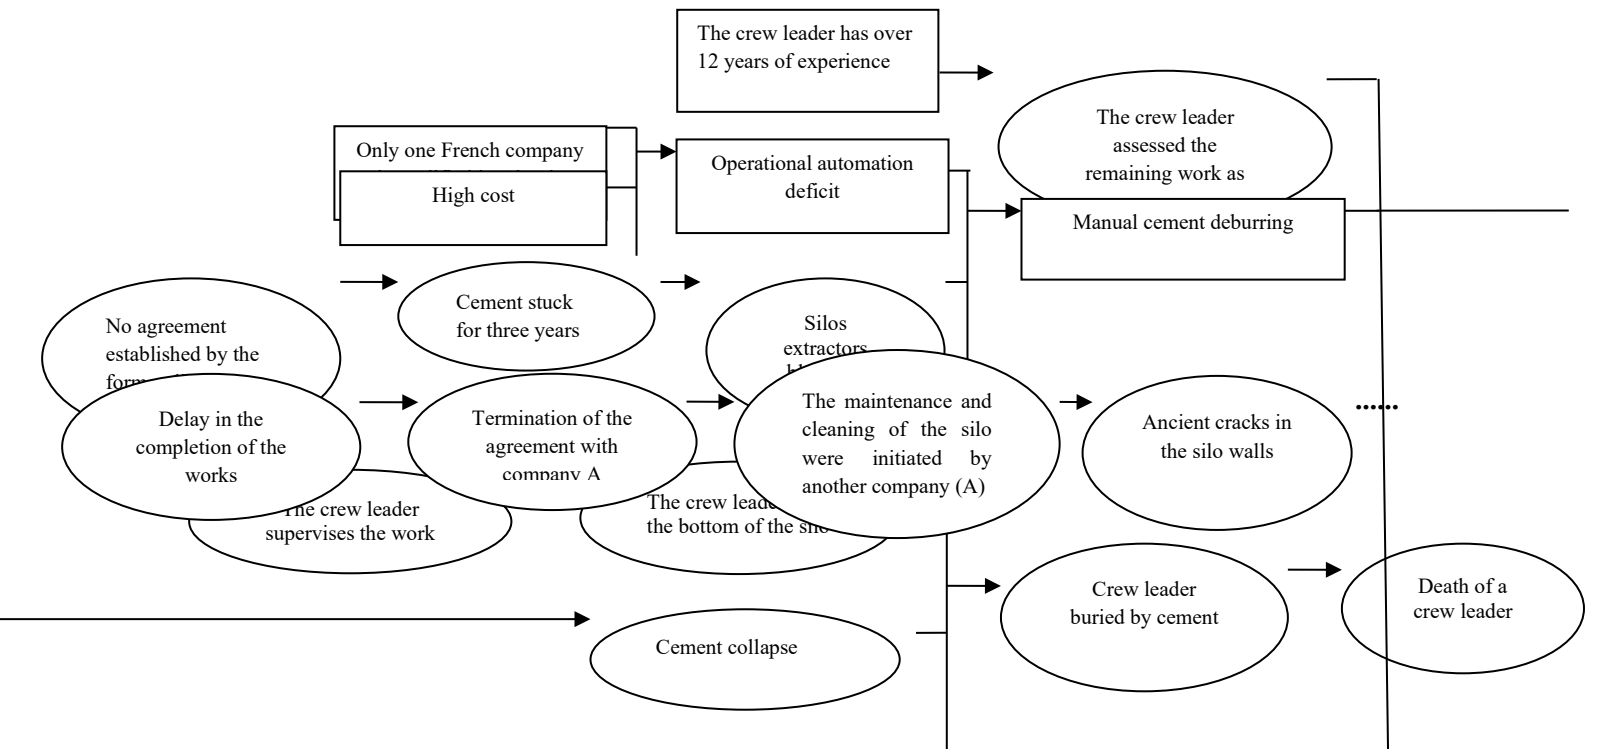 The crew leader has over
12 years of experience
The crew leader
assessed the
remaining work as
Only one French company
High cost
Operational automation
deficit
Manual cement deburring
No agreement
established by the
Cement stuck
for three years
Silos
extractors
Delay in the
completion of the
works
Termination of the
agreement with
company A
The maintenance and
cleaning of the silo
were initiated by
another company (A)
Ancient cracks in
the silo walls
......
The crew leader
supervises the work
The crew
the bottom of the
Crew leader
buried by cement
Death of a
crew leader
Cement collapse